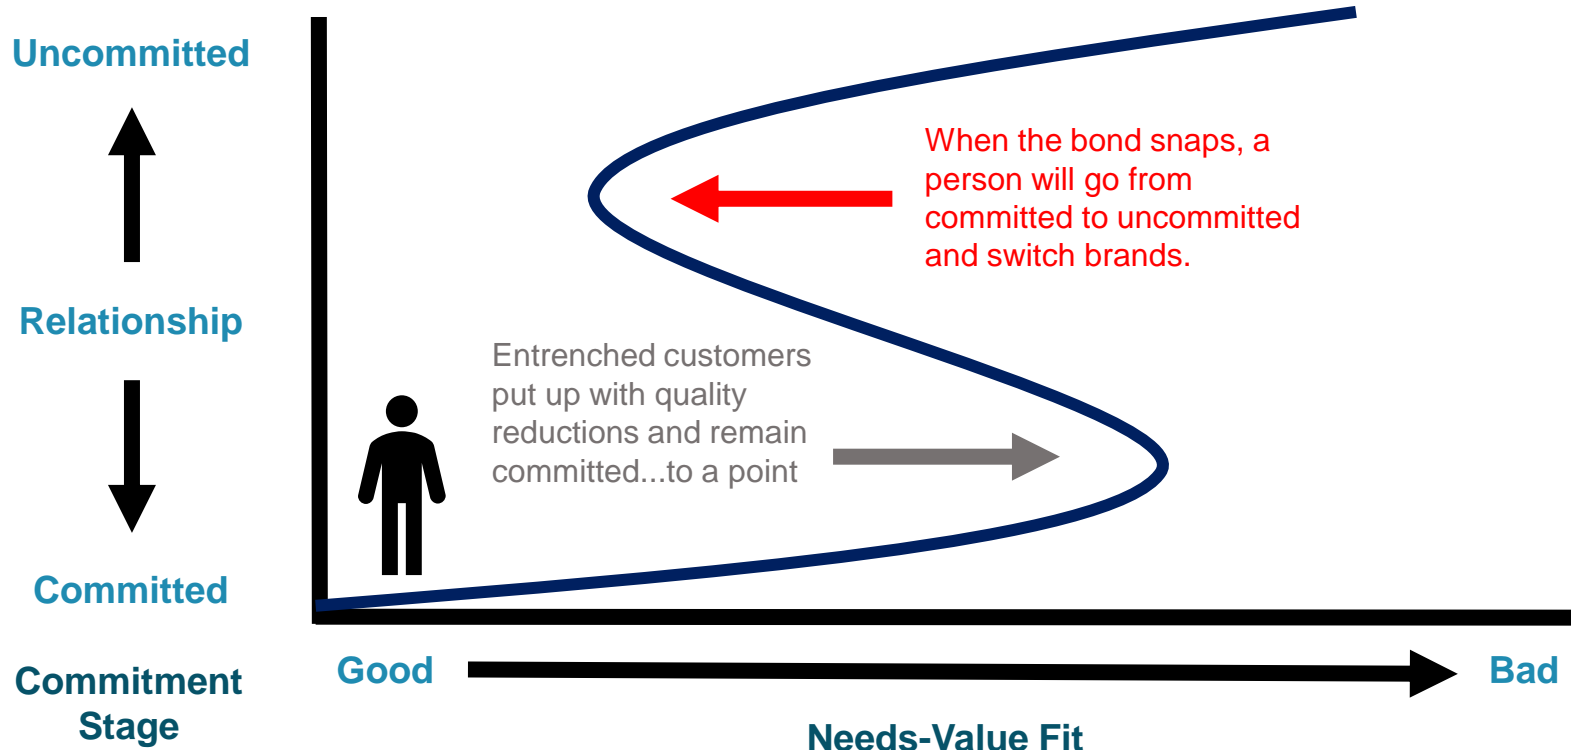 Uncommitted
When the bond snaps, a
person will go from
committed to uncommitted
and switch brands.
Relationship
Entrenched customers
put up with quality
reductions and remain
committed...to a point
Committed
Good
Bad
Commitment
Stage
Needs-Value Fit